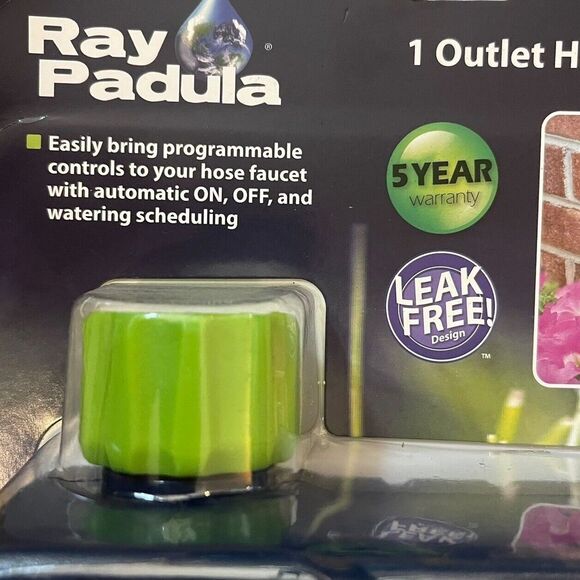 Ray
Padula®
1 Outlet H
Easily bring programmable
controls to your hose faucet
with automatic ON, OFF, and
watering scheduling
5 YEAR
warranty
LEAK
FREE!
Design
™